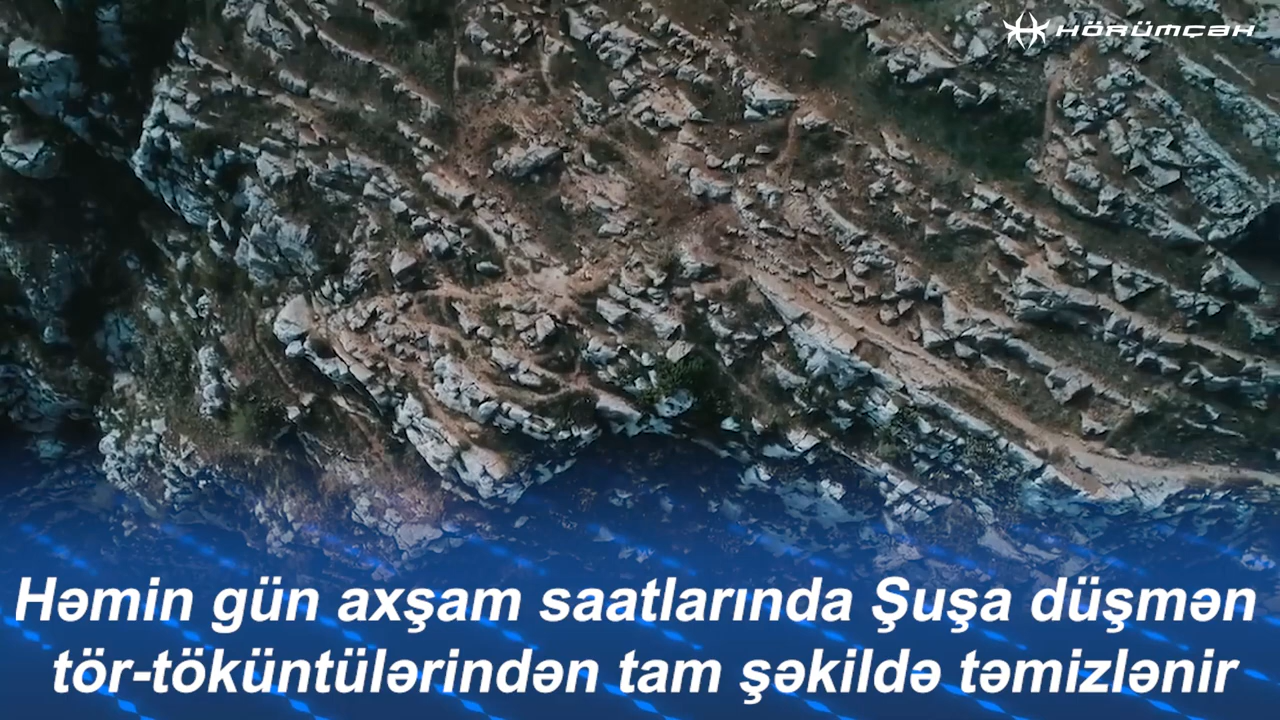 HÖRÜMÇƏK
Həmin gün axşam saatlarında Şuşa düşmən
tör-töküntülərindən tam şəkildə təmizlənir